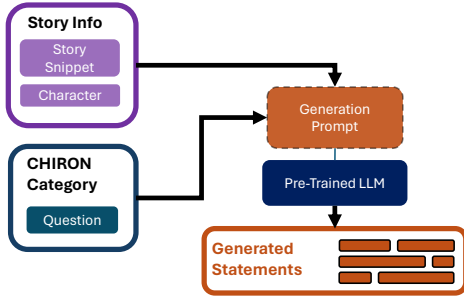 Story Info
Story
Snippet
Character
Generation
Prompt
CHIRON
Category
Question
Pre-Trained LLM
Generated
Statements